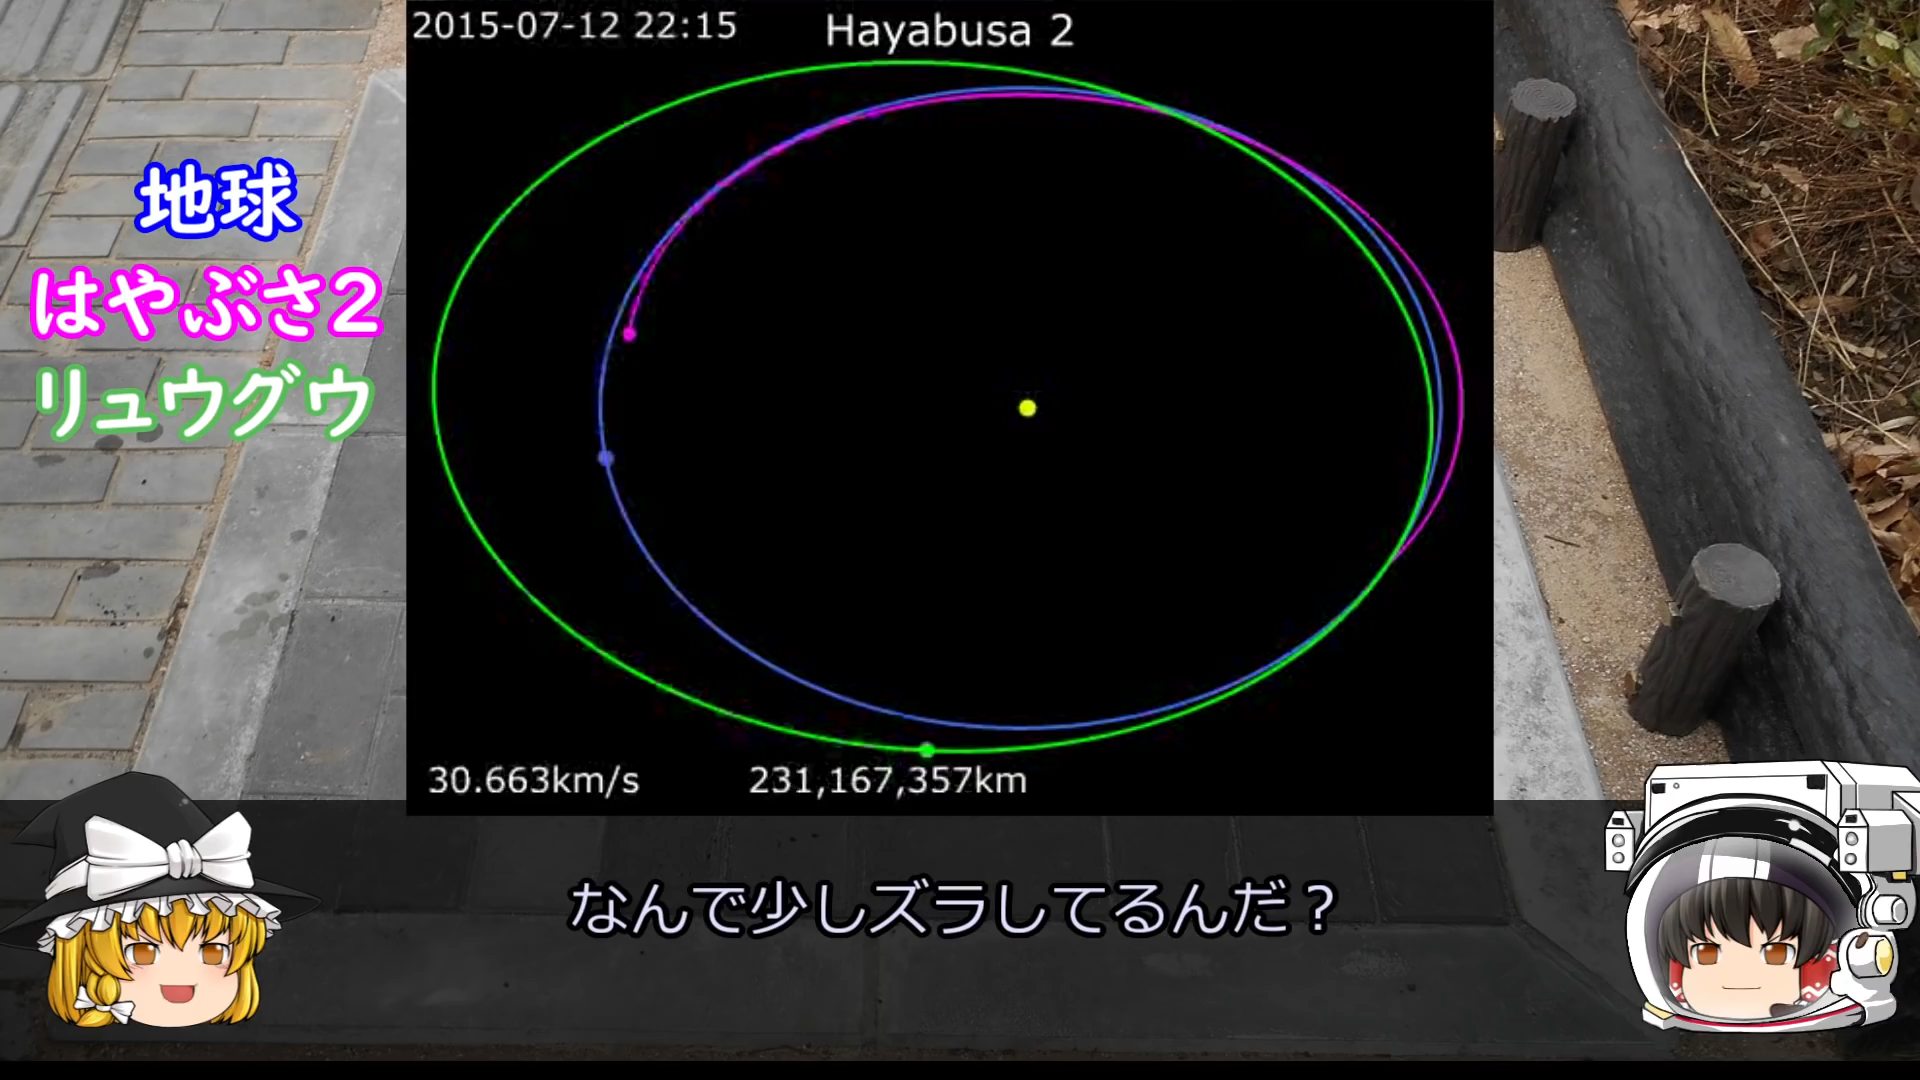 2015-07-12 22:15
Hayabusa 2
地球
はやぶさ2
リュウグウ
30.663km/s
231,167,357km
なんで少しズラしてるんだ？